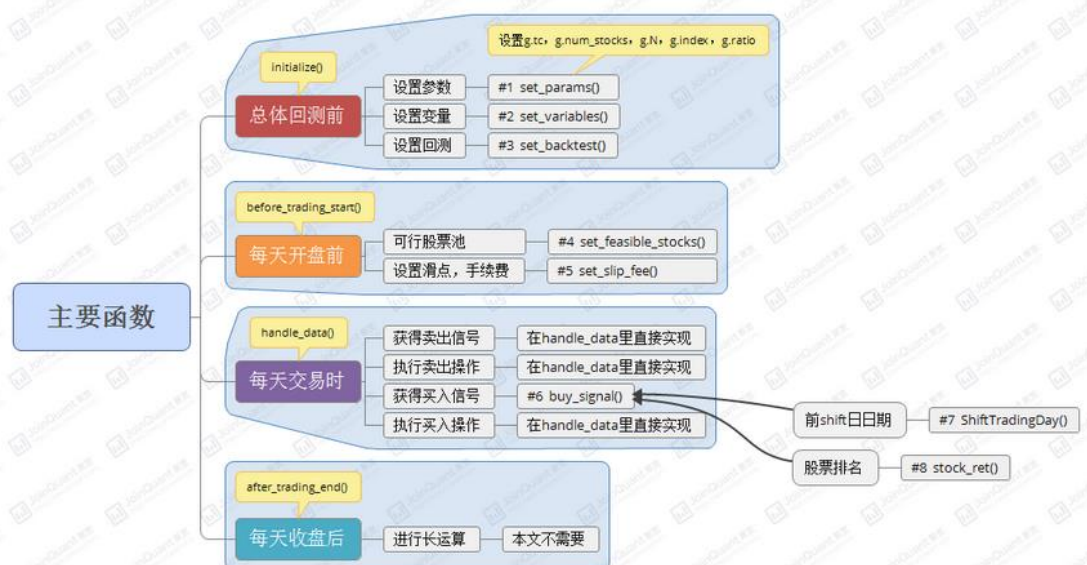 设置g.tc，g.num_stocks，g.N，g.index，g.ratio
initialize()
总体回测前
设置参数
#1 set_params()
设置变量
#2 set_variables()
设置回测
#3 set_backtest()
before_trading_start()
每天开盘前
可行股票池
#4 set_feasible_stocks()
设置滑点，手续费
#5 set_slip_fee()
主要函数
handle_data()
每天交易时
获得卖出信号
在handle_data里直接实现
执行卖出操作
在handle_data里直接实现
获得买入信号
#6 buy_signal()
执行买入操作
在handle_data里直接实现
前shift日日期
#7 ShiftTradingDay()
股票排名
#8 stock_ret()
after_trading_end()
每天收盘后
进行长运算
本文不需要